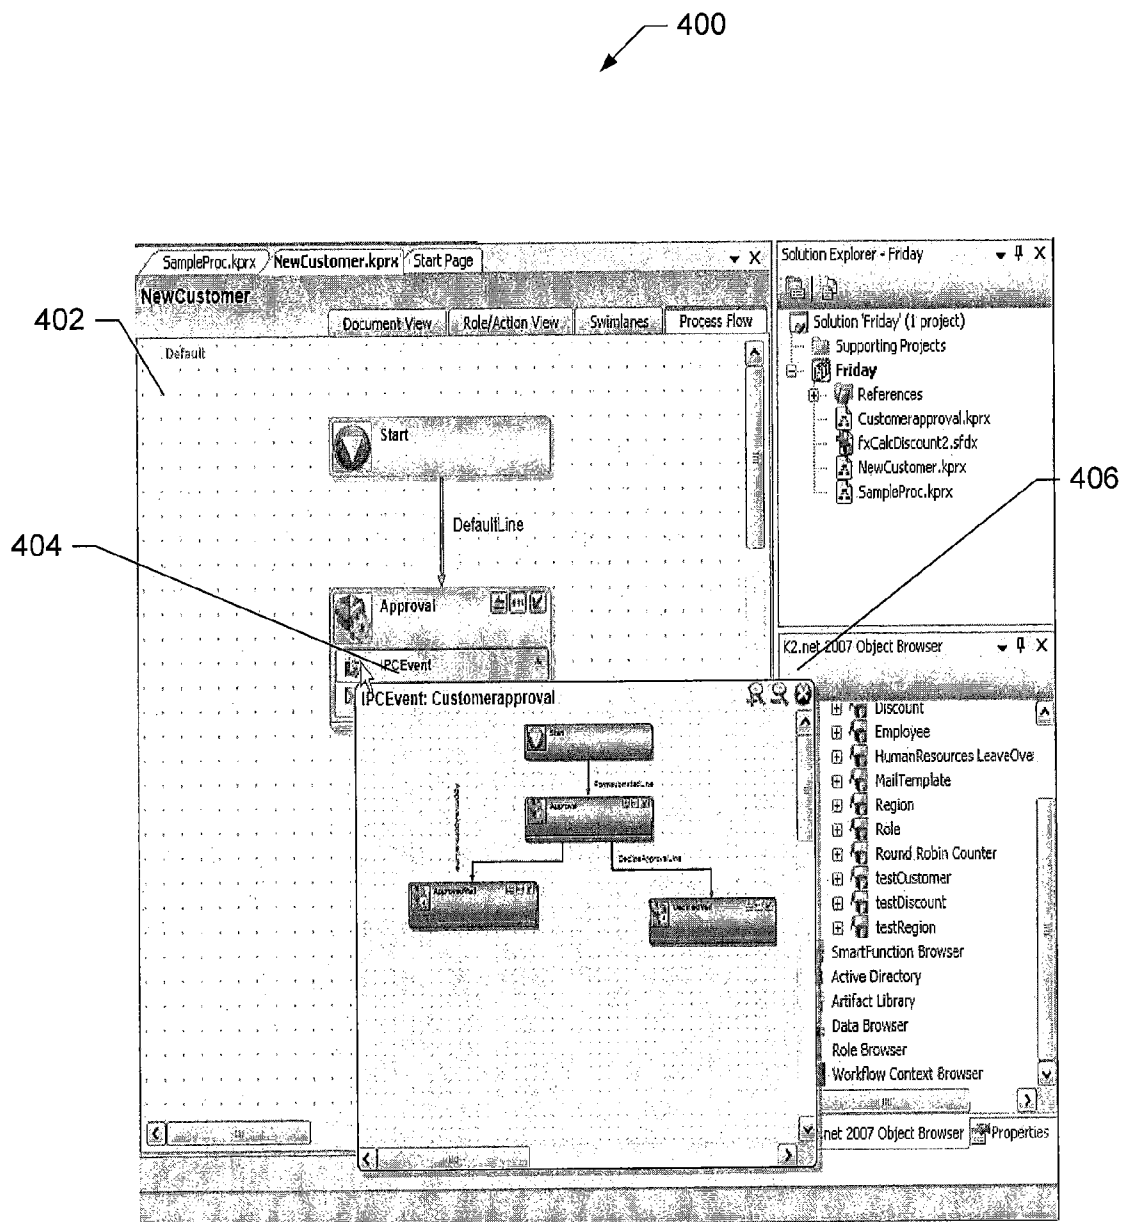 400
SampleProc.kprx NewCustomer.kprx Start Page
NewCustomer
Document View Role/Action View Swimlanes Process Flow
402
Default
Start
DefaultLine
404
Approval
IPCEvent
IPCEvent: Customerapproval
Start
Approval
DeclineApprovalLine
Solution Explorer - Friday
Solution 'Friday' (1 project)
Supporting Projects
Friday
References
Customerapproval.kprx
fxCalcDiscount2.sfdx
NewCustomer.kprx
SampleProc.kprx
406
K2.net 2007 Object Browser
Discount
Employee
HumanResources LeaveOve
MailTemplate
Region
Role
Round Robin Counter
testCustomer
testDiscount
testRegion
SmartFunction Browser
Active Directory
Artifact Library
Data Browser
Role Browser
Workflow Context Browser
.net 2007 Object Browser Properties